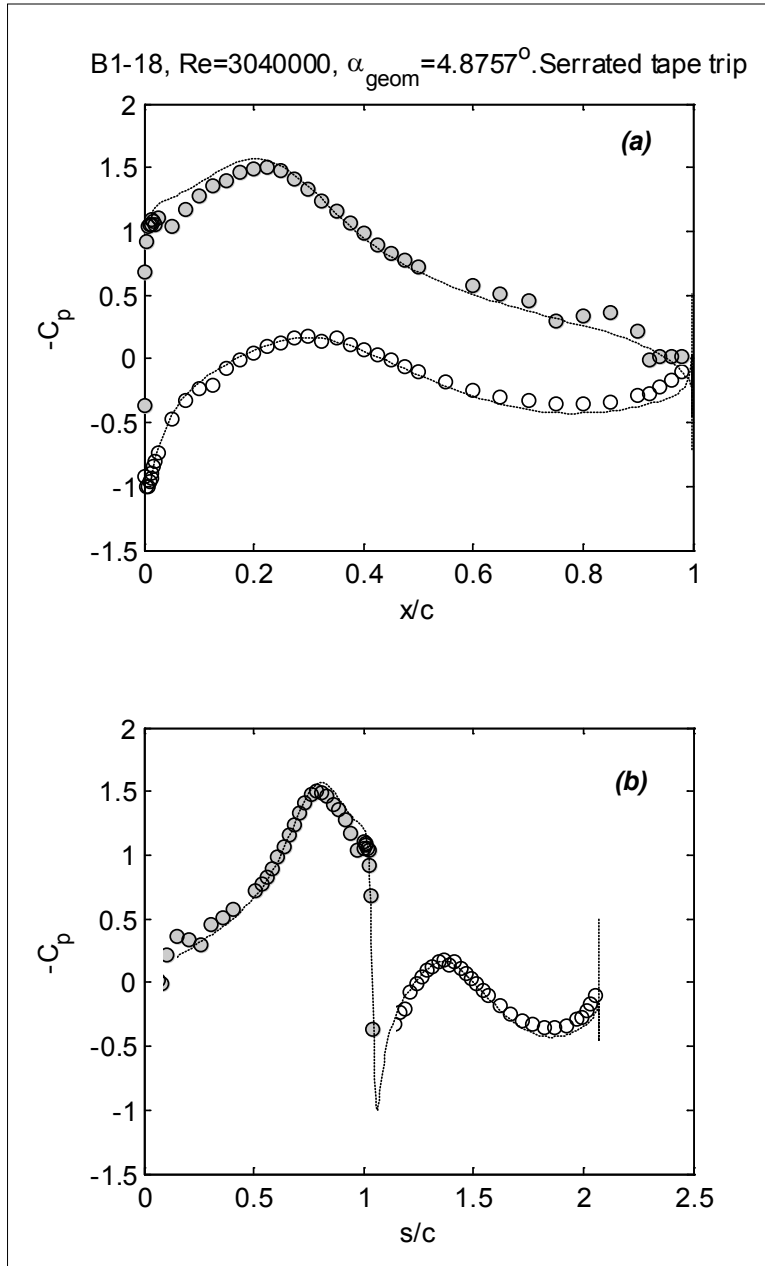 B1-18, Re=3040000, α_geom=4.8757°.Serrated tape trip
(a)
2
1.5
1
0.5
0
-0.5
-1
-1.5
-C_p
0 0.2 0.4 0.6 0.8 1
x/c
(b)
2
1.5
1
0.5
0
-0.5
-1
-1.5
-C_p
0 0.5 1 1.5 2 2.5
s/c